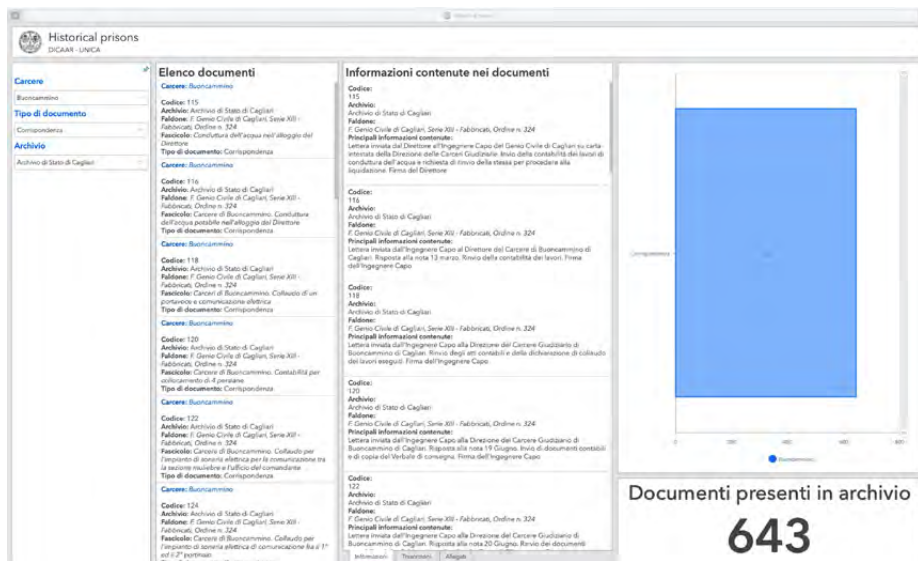 Historical prisons
DICAAR - UNICA
Carcere
Buoncammino
Tipo di documento
Corrispondenza
Archivio
Archivio di Stato di Cagliari
Elenco documenti
Carcere: Buoncammino
Codice: 115
Archivio: Archivio di Stato di Cagliari
Faldone: F. Genio Civile di Cagliari, Serie XIII -
Fabbricati, Ordine n. 324
Fascicolo: Conduttura dell'acqua nell'alloggio del
Direttore
Tipo di documento: Corrispondenza
Carcere: Buoncammino
Codice: 116
Archivio: Archivio di Stato di Cagliari
Faldone: F. Genio Civile di Cagliari, Serie XIII -
Fabbricati, Ordine n. 324
Fascicolo: Carcere di Buoncammino. Conduttura
dell'acqua potabile nell'alloggio del Direttore
Tipo di documento: Corrispondenza
Carcere: Buoncammino
Codice: 118
Archivio: Archivio di Stato di Cagliari
Faldone: F. Genio Civile di Cagliari, Serie XIII -
Fabbricati, Ordine n. 324
Fascicolo: Carceri di Buoncammino. Collaudo di un
portavoce e comunicazione elettrica
Tipo di documento: Corrispondenza
Carcere: Buoncammino
Codice: 120
Archivio: Archivio di Stato di Cagliari
Faldone: F. Genio Civile di Cagliari, Serie XIII -
Fabbricati, Ordine n. 324
Fascicolo: Carcere di Buoncammino. Contabilità per
collocamento di 4 persiane
Tipo di documento: Corrispondenza
Carcere: Buoncammino
Codice: 122
Archivio: Archivio di Stato di Cagliari
Faldone: F. Genio Civile di Cagliari, Serie XIII -
Fabbricati, Ordine n. 324
Fascicolo: Carcere di Buoncammino. Collaudo per
l'impianto di soneria elettrica per la comunicazione tra
la sezione muliebre e l'ufficio del comandante
Tipo di documento: Corrispondenza
Carcere: Buoncammino
Codice: 124
Archivio: Archivio di Stato di Cagliari
Faldone: F. Genio Civile di Cagliari, Serie XIII -
Fabbricati, Ordine n. 324
Fascicolo: Carcere di Buoncammino. Collaudo per
l'impianto di soneria elettrica di comunicazione fra il 1°
ed il 2° portinaio
Informazioni contenute nei documenti
Codice:
115
Archivio:
Archivio di Stato di Cagliari
Faldone:
F. Genio Civile di Cagliari, Serie XIII - Fabbricati, Ordine n. 324
Principali informazioni contenute:
Lettera inviata dal Direttore all'Ingegnere Capo del Genio Civile di Cagliari su carta
intestata della Direzione delle Carceri Giudiziarie. Invio della contabilità dei lavori di
conduttura dell'acqua e richiesta di rinvio della stessa per procedere alla
liquidazione. Firma del Direttore
Codice:
116
Archivio:
Archivio di Stato di Cagliari
Faldone:
F. Genio Civile di Cagliari, Serie XIII - Fabbricati, Ordine n. 324
Principali informazioni contenute:
Lettera inviata dall'Ingegnere Capo al Direttore del Carcere di Buoncammino di
Cagliari. Risposta alla nota 13 marzo. Rinvio della contabilità dei lavori. Firma
dell'Ingegnere Capo
Codice:
118
Archivio:
Archivio di Stato di Cagliari
Faldone:
F. Genio Civile di Cagliari, Serie XIII - Fabbricati, Ordine n. 324
Principali informazioni contenute:
Lettera inviata dall'Ingegnere Capo alla Direzione del Carcere Giudiziario di
Buoncammino di Cagliari. Rinvio degli atti contabili e della dichiarazione di collaudo
dei lavori eseguiti. Firma dell'Ingegnere Capo
Codice:
120
Archivio:
Archivio di Stato di Cagliari
Faldone:
F. Genio Civile di Cagliari, Serie XIII - Fabbricati, Ordine n. 324
Principali informazioni contenute:
Lettera inviata dall'Ingegnere Capo alla Direzione del Carcere Giudiziario di
Buoncammino di Cagliari. Risposta alla nota 19 Giugno. Invio di documenti contabili
e di copia del Verbale di consegna. Firma dell'Ingegnere Capo
Codice:
122
Archivio:
Archivio di Stato di Cagliari
Faldone:
F. Genio Civile di Cagliari, Serie XIII - Fabbricati, Ordine n. 324
Principali informazioni contenute:
Lettera inviata dall'Ingegnere Capo alla Direzione del Carcere Giudiziario di
Buoncammino di Cagliari. Risposta alla nota 20 Giugno. Rinvio dei documenti
Informazioni Trascrizioni Allegati
Corrispondenza
0 200 400 600
Buoncammino
Documenti presenti in archivio
643